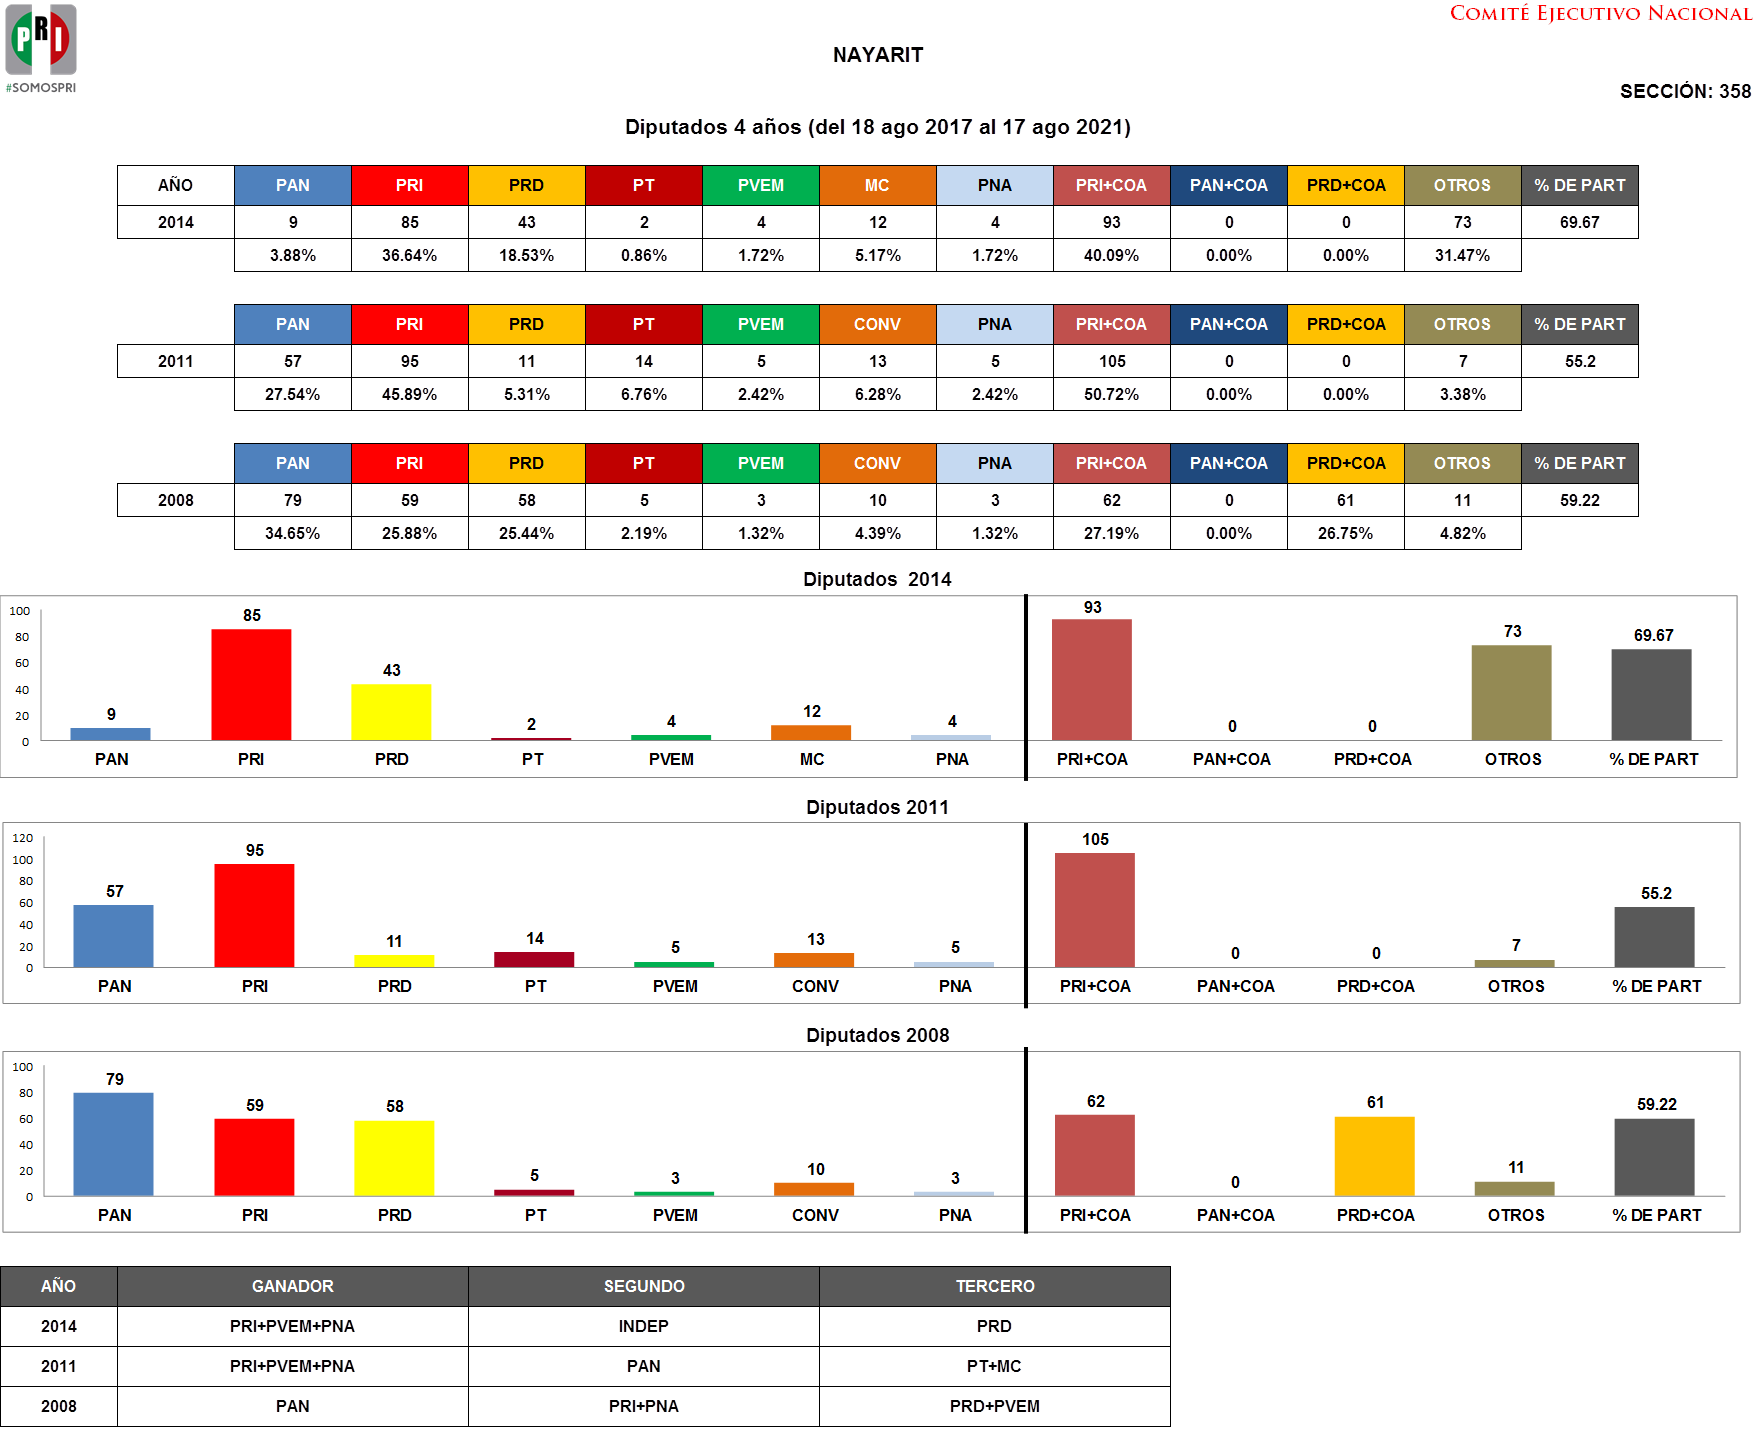 PRI
#SOMOSPRI
COMITÉ EJECUTIVO NACIONAL
NAYARIT
SECCIÓN: 358
Diputados 4 años (del 18 ago 2017 al 17 ago 2021)
AÑO PAN PRI PRD PT PVEM MC PNA PRI+COA PAN+COA PRD+COA OTROS % DE PART
2014 9 85 43 2 4 12 4 93 0 0 73 69.67
3.88% 36.64% 18.53% 0.86% 1.72% 5.17% 1.72% 40.09% 0.00% 0.00% 31.47%
PAN PRI PRD PT PVEM CONV PNA PRI+COA PAN+COA PRD+COA OTROS % DE PART
2011 57 95 11 14 5 13 5 105 0 0 7 55.2
27.54% 45.89% 5.31% 6.76% 2.42% 6.28% 2.42% 50.72% 0.00% 0.00% 3.38%
PAN PRI PRD PT PVEM CONV PNA PRI+COA PAN+COA PRD+COA OTROS % DE PART
2008 79 59 58 5 3 10 3 62 0 61 11 59.22
34.65% 25.88% 25.44% 2.19% 1.32% 4.39% 1.32% 27.19% 0.00% 26.75% 4.82%
Diputados 2014
100
80
60
40
20
0
9 85 43 2 4 12 4 93 0 0 73 69.67
PAN PRI PRD PT PVEM MC PNA PRI+COA PAN+COA PRD+COA OTROS % DE PART
Diputados 2011
120
100
80
60
40
20
0
57 95 11 14 5 13 5 105 0 0 7 55.2
PAN PRI PRD PT PVEM CONV PNA PRI+COA PAN+COA PRD+COA OTROS % DE PART
Diputados 2008
100
80
60
40
20
0
79 59 58 5 3 10 3 62 0 61 11 59.22
PAN PRI PRD PT PVEM CONV PNA PRI+COA PAN+COA PRD+COA OTROS % DE PART
AÑO GANADOR SEGUNDO TERCERO
2014 PRI+PVEM+PNA INDEP PRD
2011 PRI+PVEM+PNA PAN PT+MC
2008 PAN PRI+PNA PRD+PVEM